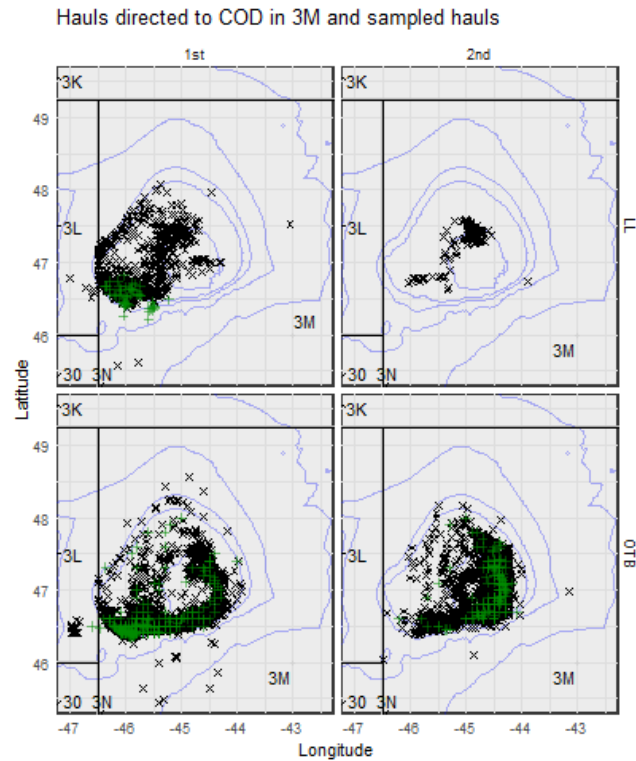 Hauls directed to COD in 3M and sampled hauls
1st 2nd
3K 3K
49
48
3L 3L
LL
47
3M
46
3M
30 3N 30 3N
Latitude
3K 3K
49
48
3L 3L
OTB
47
3M 3M
46
30 3N 30 3N
-47 -46 -45 -44 -43 -47 -46 -45 -44 -43
Longitude